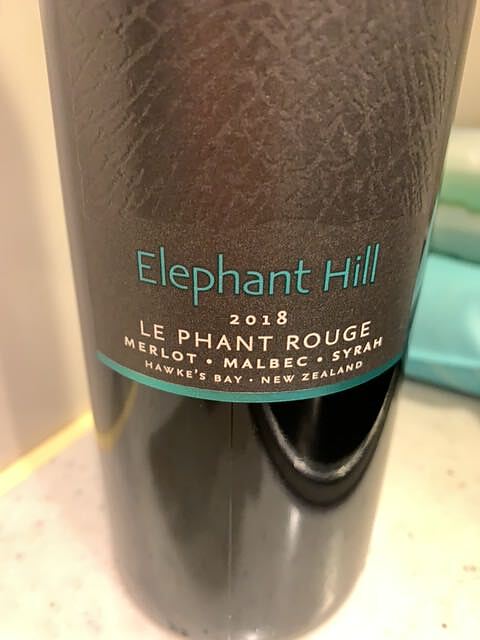 Elephant Hill
2018
LE PHANT ROUGE
MERLOT • MALBEC • SYRAH
HAWKE'S BAY • NEW ZEALAND